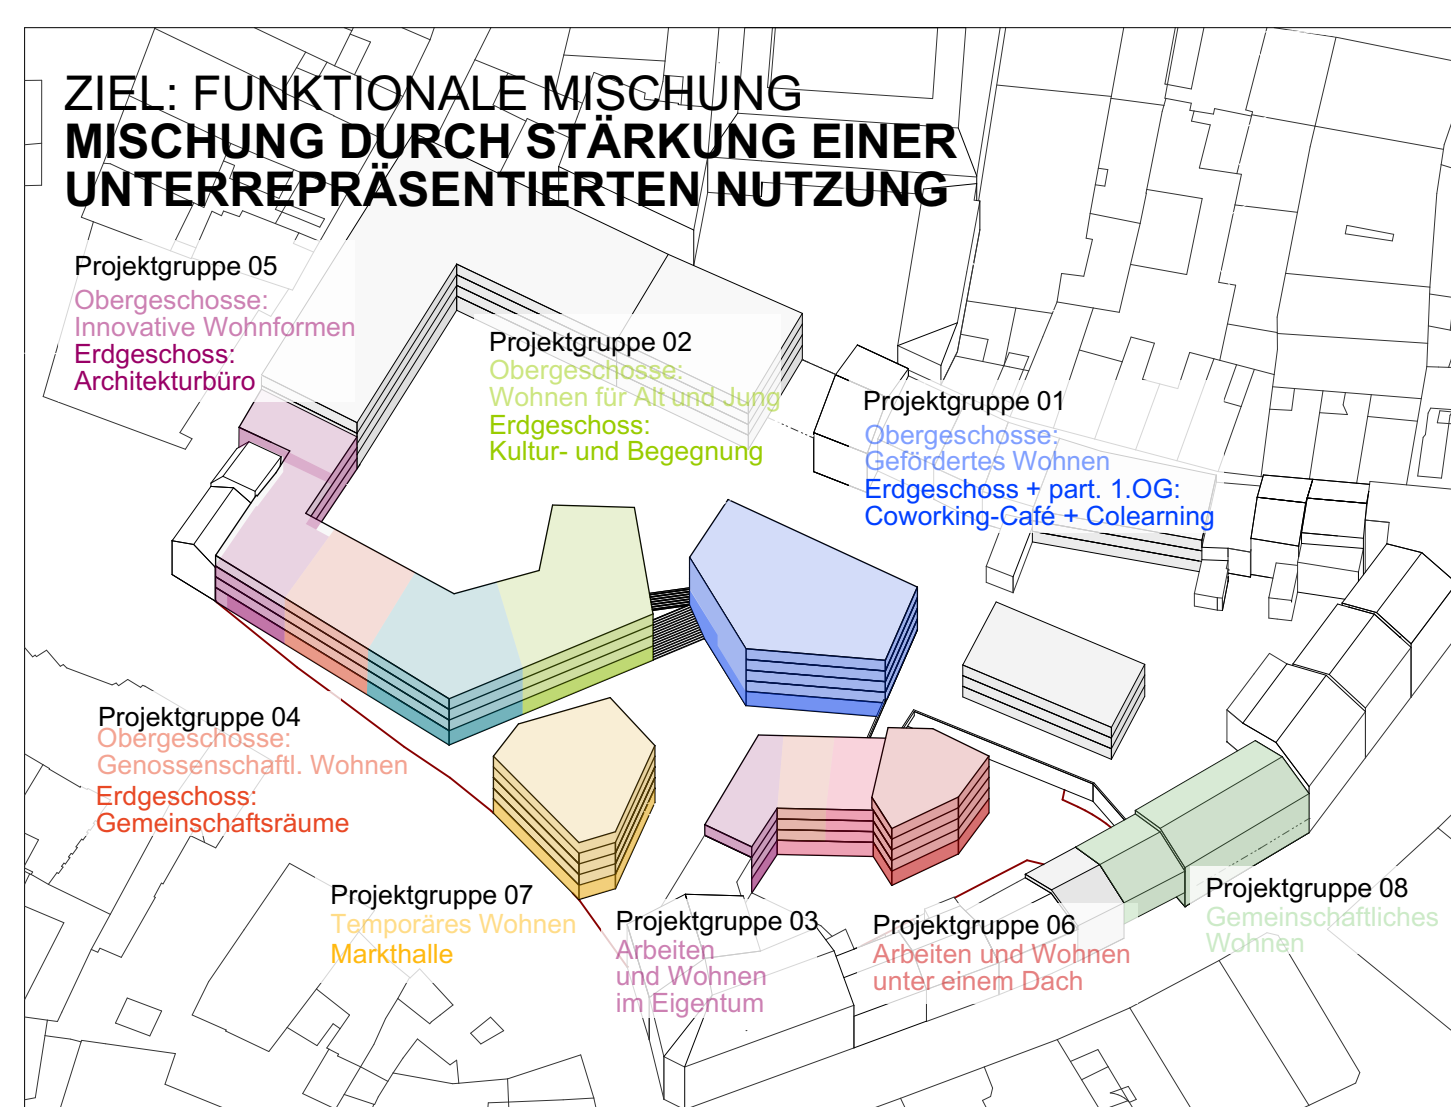 ZIEL: FUNKTIONALE MISCHUNG
MISCHUNG DURCH STÄRKUNG EINER
UNTERREPRÄSENTIERTEN NUTZUNG
Projektgruppe 05
Obergeschosse:
Innovative Wohnformen
Erdgeschoss:
Architekturbüro
Projektgruppe 02
Obergeschosse:
Wohnen für Alt und Jung
Erdgeschoss:
Kultur- und Begegnung
Projektgruppe 01
Obergeschosse:
Gefördertes Wohnen
Erdgeschoss + part. 1.OG:
Coworking-Café + Colearning
Projektgruppe 04
Obergeschosse:
Genossenschaftl. Wohnen
Erdgeschoss:
Gemeinschaftsräume
Projektgruppe 07
Temporäres Wohnen
Markthalle
Projektgruppe 03
Arbeiten
und Wohnen
im Eigentum
Projektgruppe 06
Arbeiten und Wohnen
unter einem Dach
Projektgruppe 08
Gemeinschaftliches
Wohnen